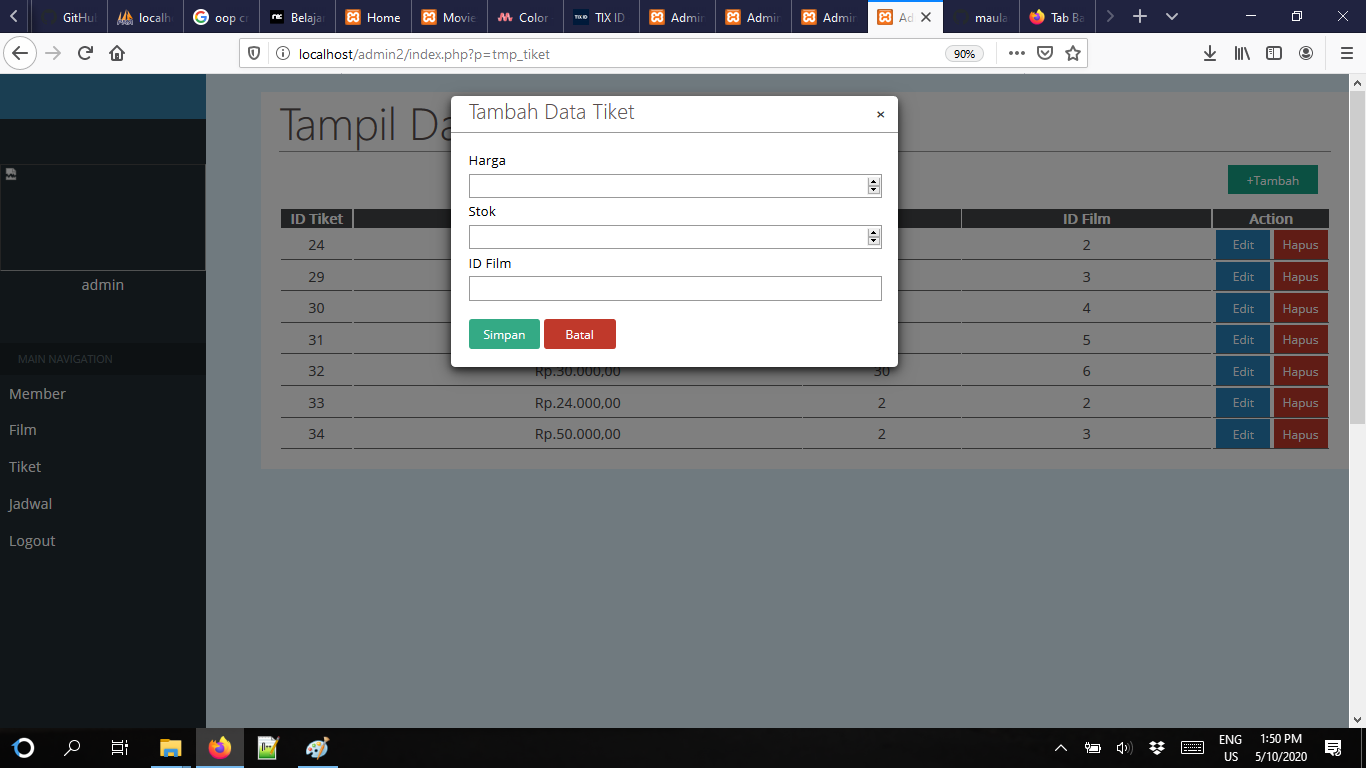 GitHub
localh
oop cr
Belajar
Home
Movie
Color
TIX ID
Admin
Admin
Admin
Ad
maula
Tab Ba
localhost/admin2/index.php?p=tmp_tiket
90%
Tambah Data Tiket ×
Tampil Da
Harga
+Tambah
Stok
ID Tiket ID Film Action
24 2 Edit Hapus
ID Film
29 3 Edit Hapus
admin
30 4 Edit Hapus
Simpan Batal
31 5 Edit Hapus
MAIN NAVIGATION
32 Rp.30.000,00 30 6 Edit Hapus
Member
33 Rp.24.000,00 2 2 Edit Hapus
Film
34 Rp.50.000,00 2 3 Edit Hapus
Tiket
Jadwal
Logout
ENG 1:50 PM
US 5/10/2020